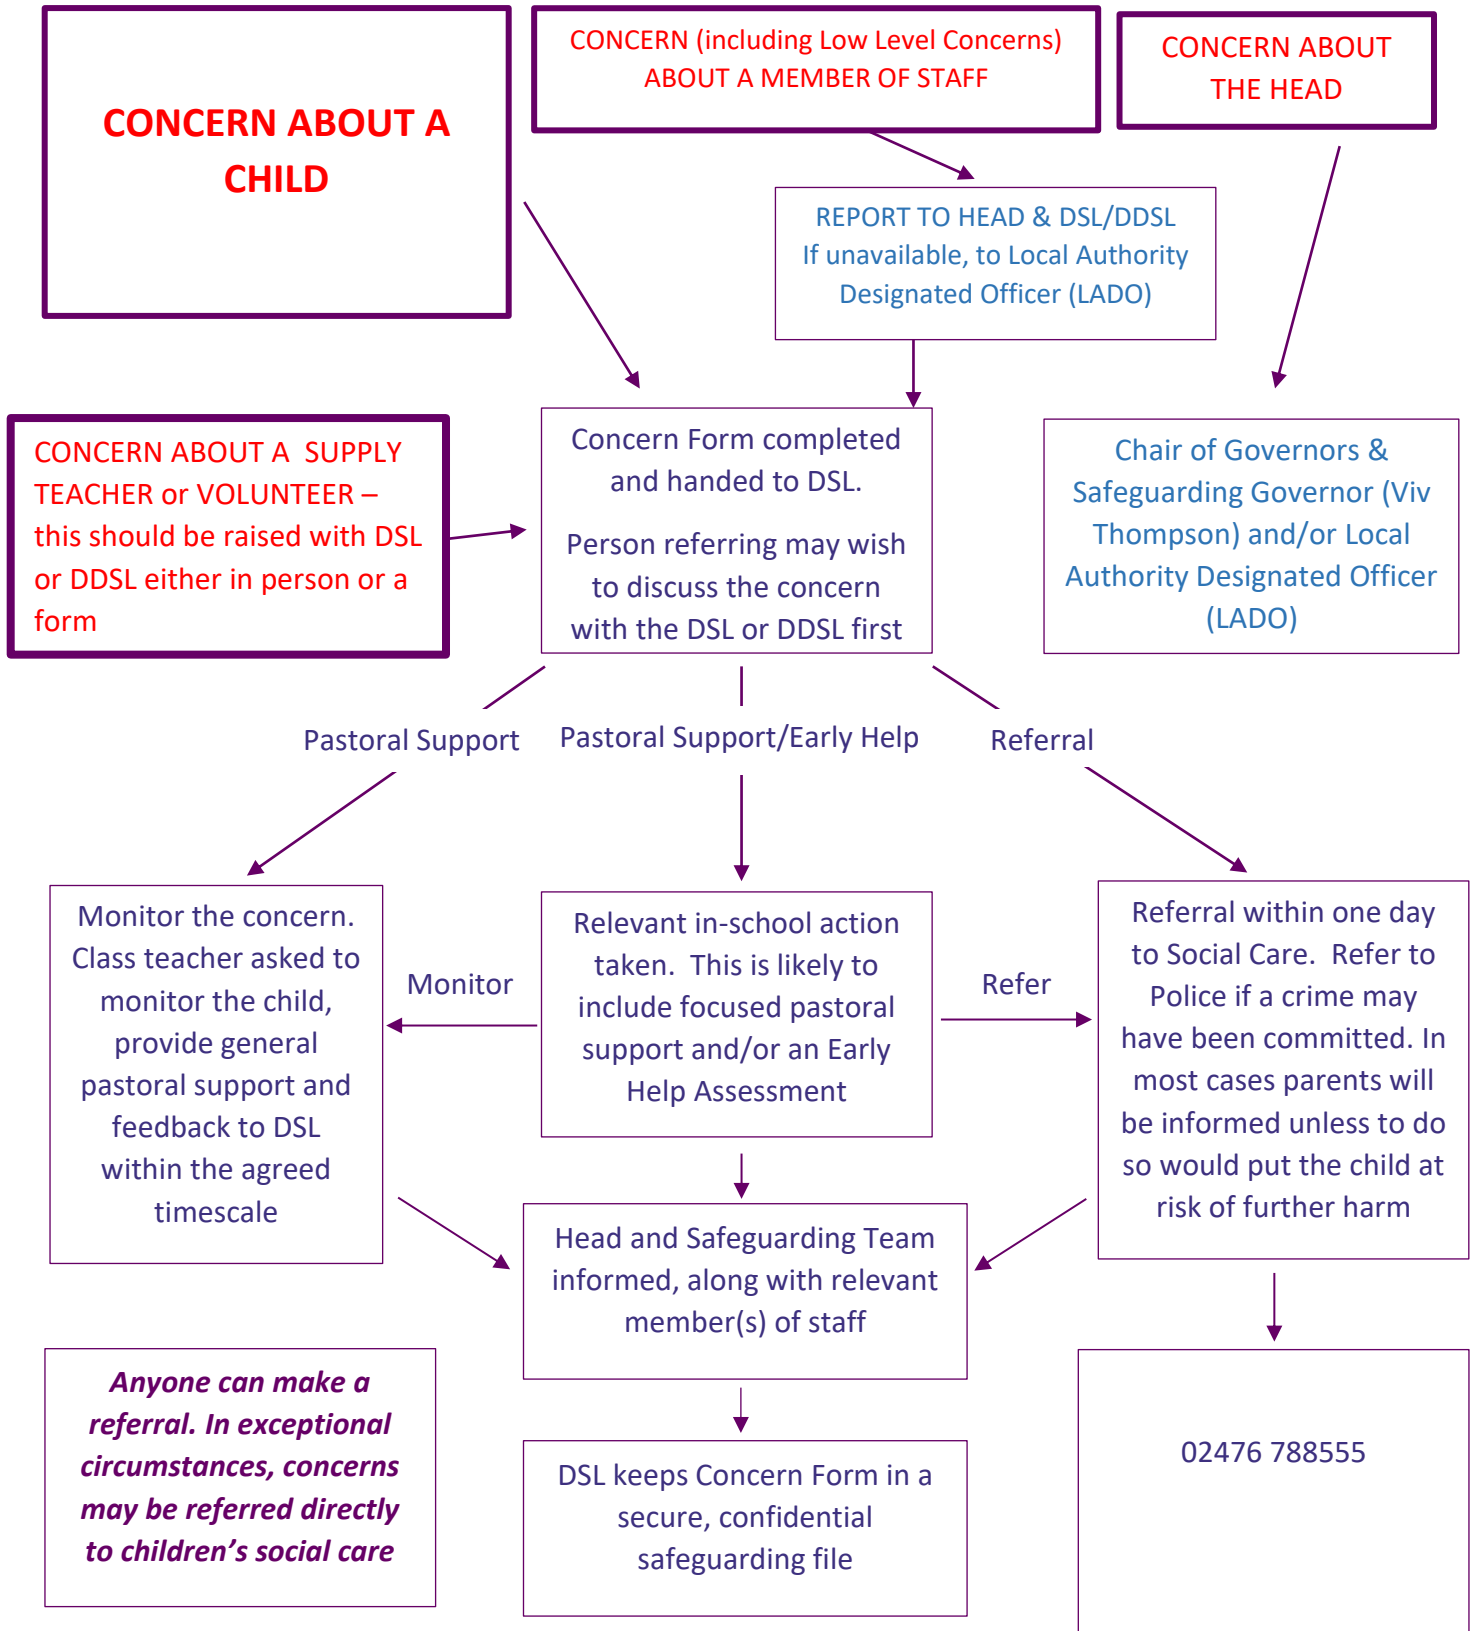 CONCERN ABOUT A
CHILD
CONCERN (including Low Level Concerns)
ABOUT A MEMBER OF STAFF
CONCERN ABOUT
THE HEAD
REPORT TO HEAD & DSL/DDSL
If unavailable, to Local Authority
Designated Officer (LADO)
CONCERN ABOUT A  SUPPLY
TEACHER or VOLUNTEER –
this should be raised with DSL
or DDSL either in person or a
form
Concern Form completed
and handed to DSL.
Person referring may wish
to discuss the concern
with the DSL or DDSL first
Chair of Governors &
Safeguarding Governor (Viv
Thompson) and/or Local
Authority Designated Officer
(LADO)
Pastoral Support
Pastoral Support/Early Help
Referral
Monitor the concern.
Class teacher asked to
monitor the child,
provide general
pastoral support and
feedback to DSL
within the agreed
timescale
Monitor
Relevant in-school action
taken.  This is likely to
include focused pastoral
support and/or an Early
Help Assessment
Refer
Referral within one day
to Social Care.  Refer to
Police if a crime may
have been committed. In
most cases parents will
be informed unless to do
so would put the child at
risk of further harm
Head and Safeguarding Team
informed, along with relevant
member(s) of staff
Anyone can make a
referral. In exceptional
circumstances, concerns
may be referred directly
to children’s social care
DSL keeps Concern Form in a
secure, confidential
safeguarding file
02476 788555